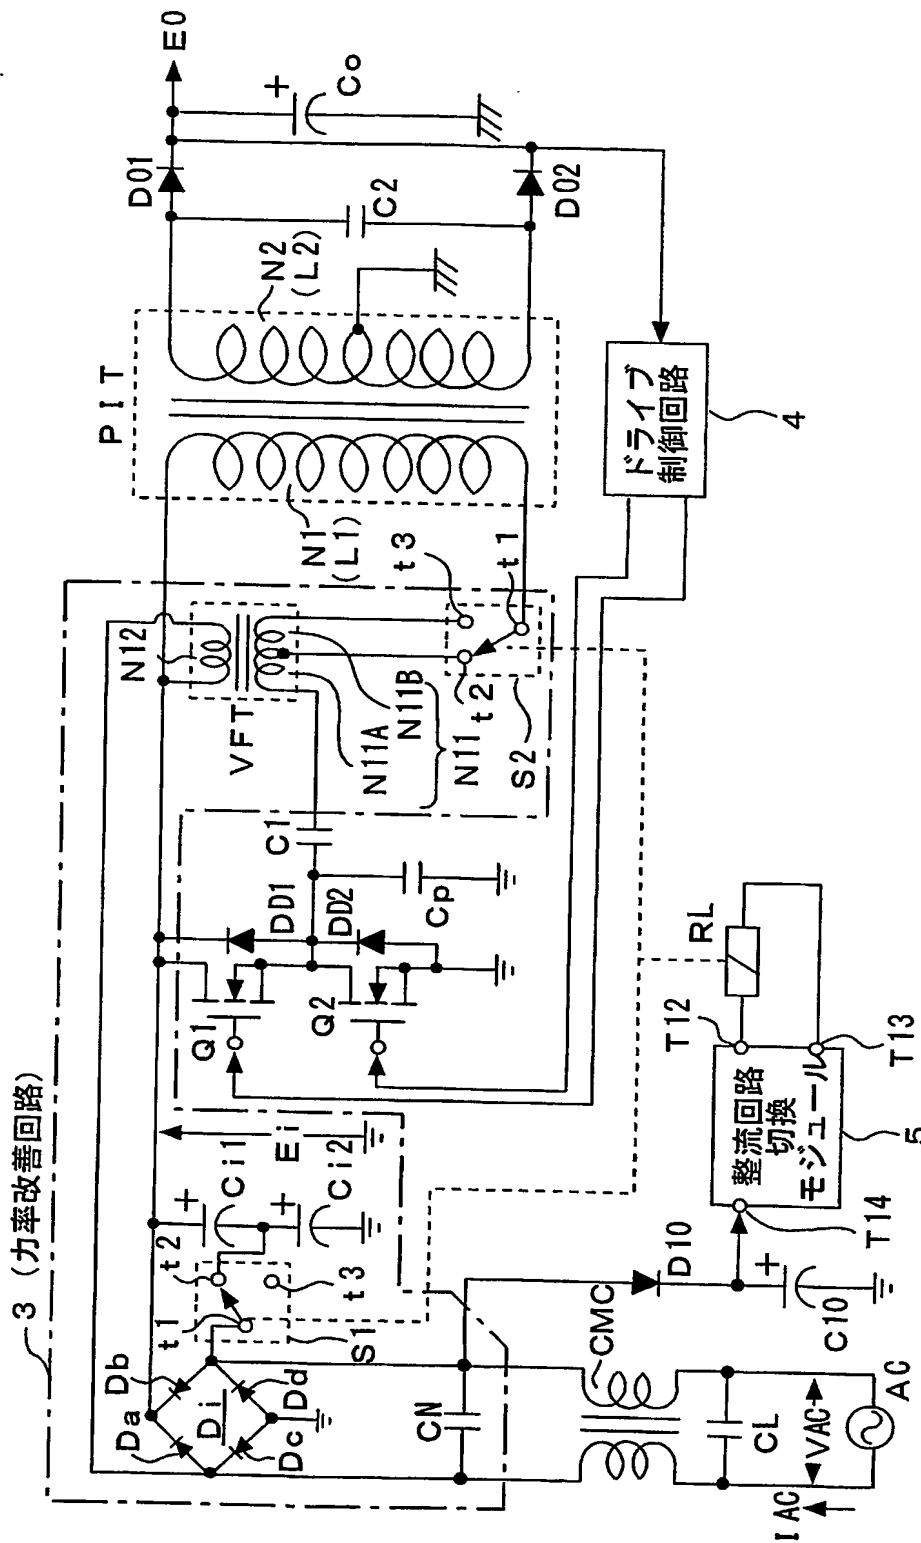 3 (力率改善回路)
Da
Db
Di
Dc
Dd
t1
t2
t3
S1
Ci1
Ci2
Ei
Q1
Q2
DD1
DD2
Cp
C1
N12
VFT
N11A
N11B
N11
t2
t3
t1
S2
PIT
N1
(L1)
N2
(L2)
C2
D01
D02
Co
E0
ドライブ
制御回路
4
CN
CMC
CL
VAC
IAC
AC
D10
C10
T14
整流回路
切換
モジュール
5
T12
T13
RL